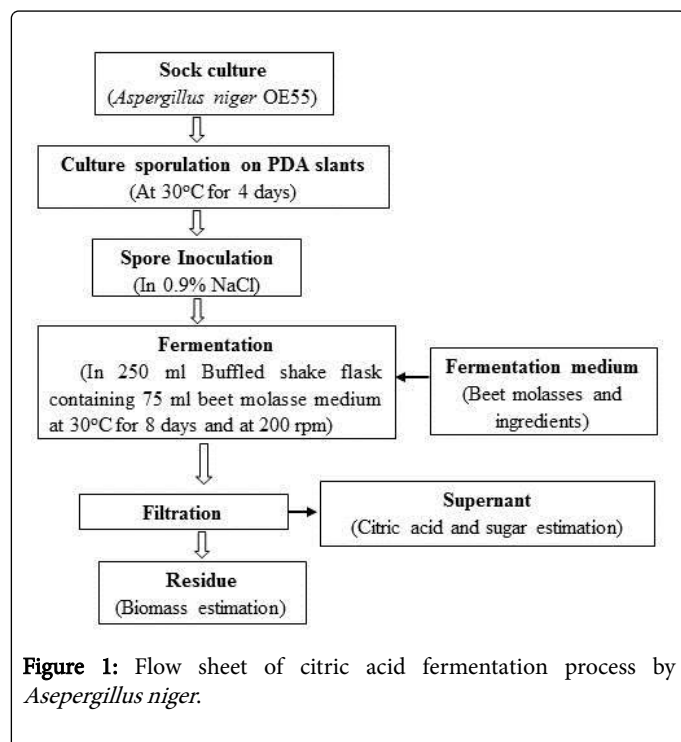 Sock culture
(Aspergillus niger OE55)
Culture sporulation on PDA slants
(At 30°C for 4 days)
Spore Inoculation
(In 0.9% NaCl)
Fermentation
(In 250 ml Buffled shake flask
containing 75 ml beet molasse medium
at 30°C for 8 days and at 200 rpm)
Fermentation medium
(Beet molasses and
ingredients)
Filtration
Supernant
(Citric acid and sugar estimation)
Residue
(Biomass estimation)
Figure 1: Flow sheet of citric acid fermentation process by
Asepergillus niger.